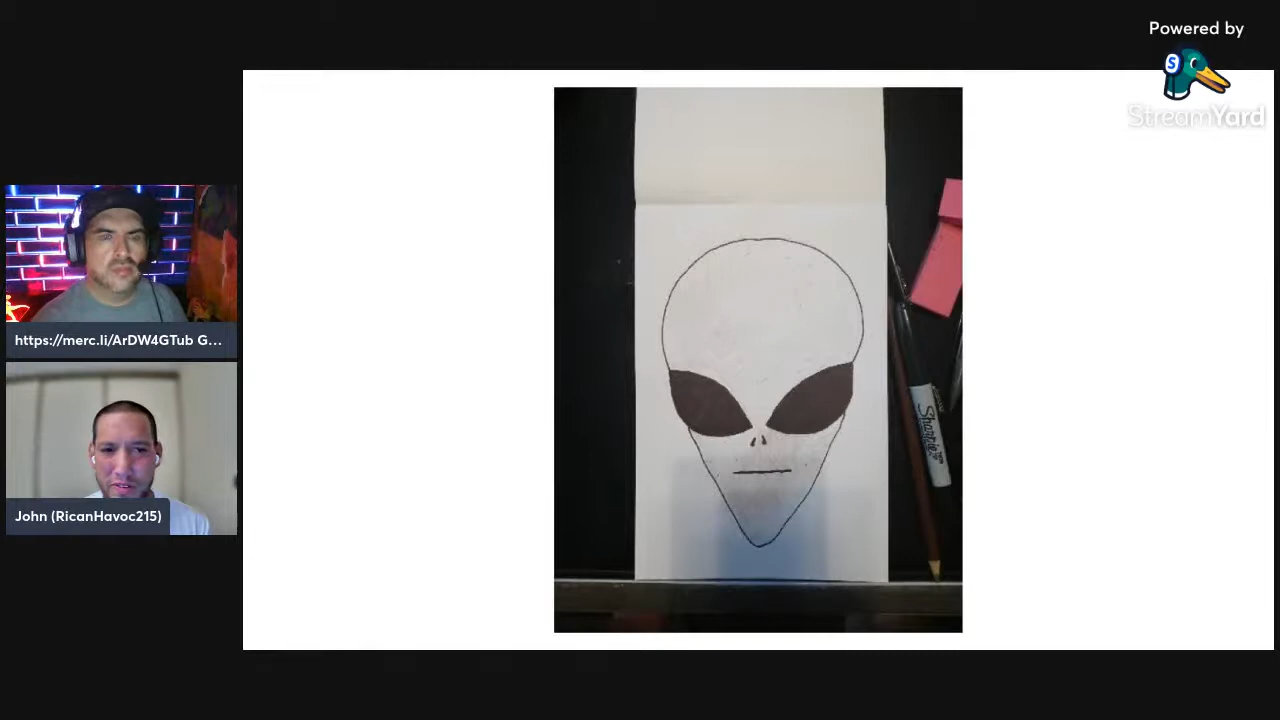 Powered by
S
StreamYard
https://merc.li/ArDW4GTub G...
John (RicanHavoc215)
Sharpie